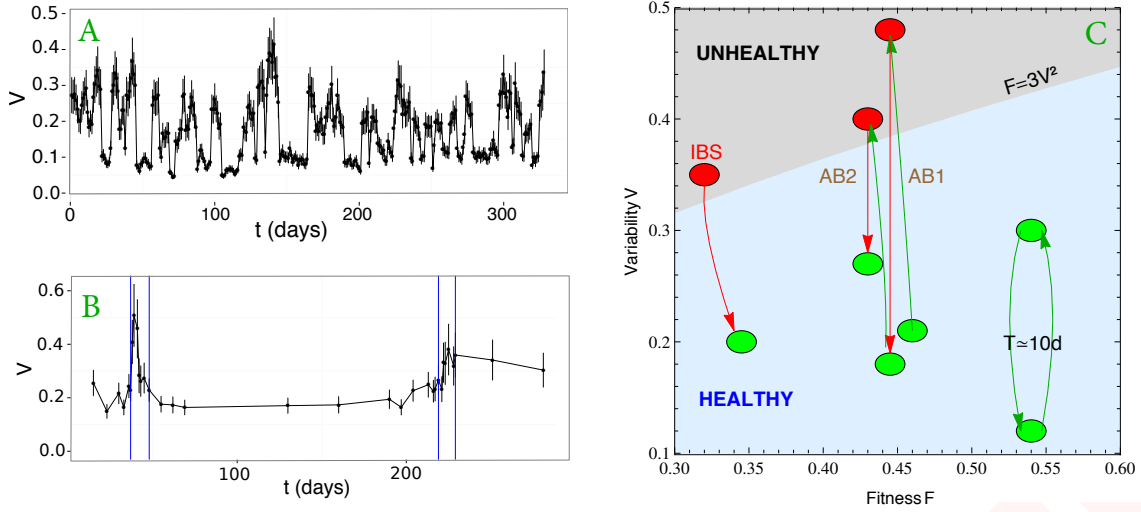 A
0.5
0.4
0.3
0.2
0.1
0.0
V
0
100
200
300
t (days)
B
0.6
0.4
0.2
0.0
V
100
200
t (days)
C
UNHEALTHY
F=3V²
IBS
AB2
AB1
T≃10d
HEALTHY
0.5
0.4
0.3
0.2
0.1
Variability V
0.30
0.35
0.40
0.45
0.50
0.55
0.60
Fitness F